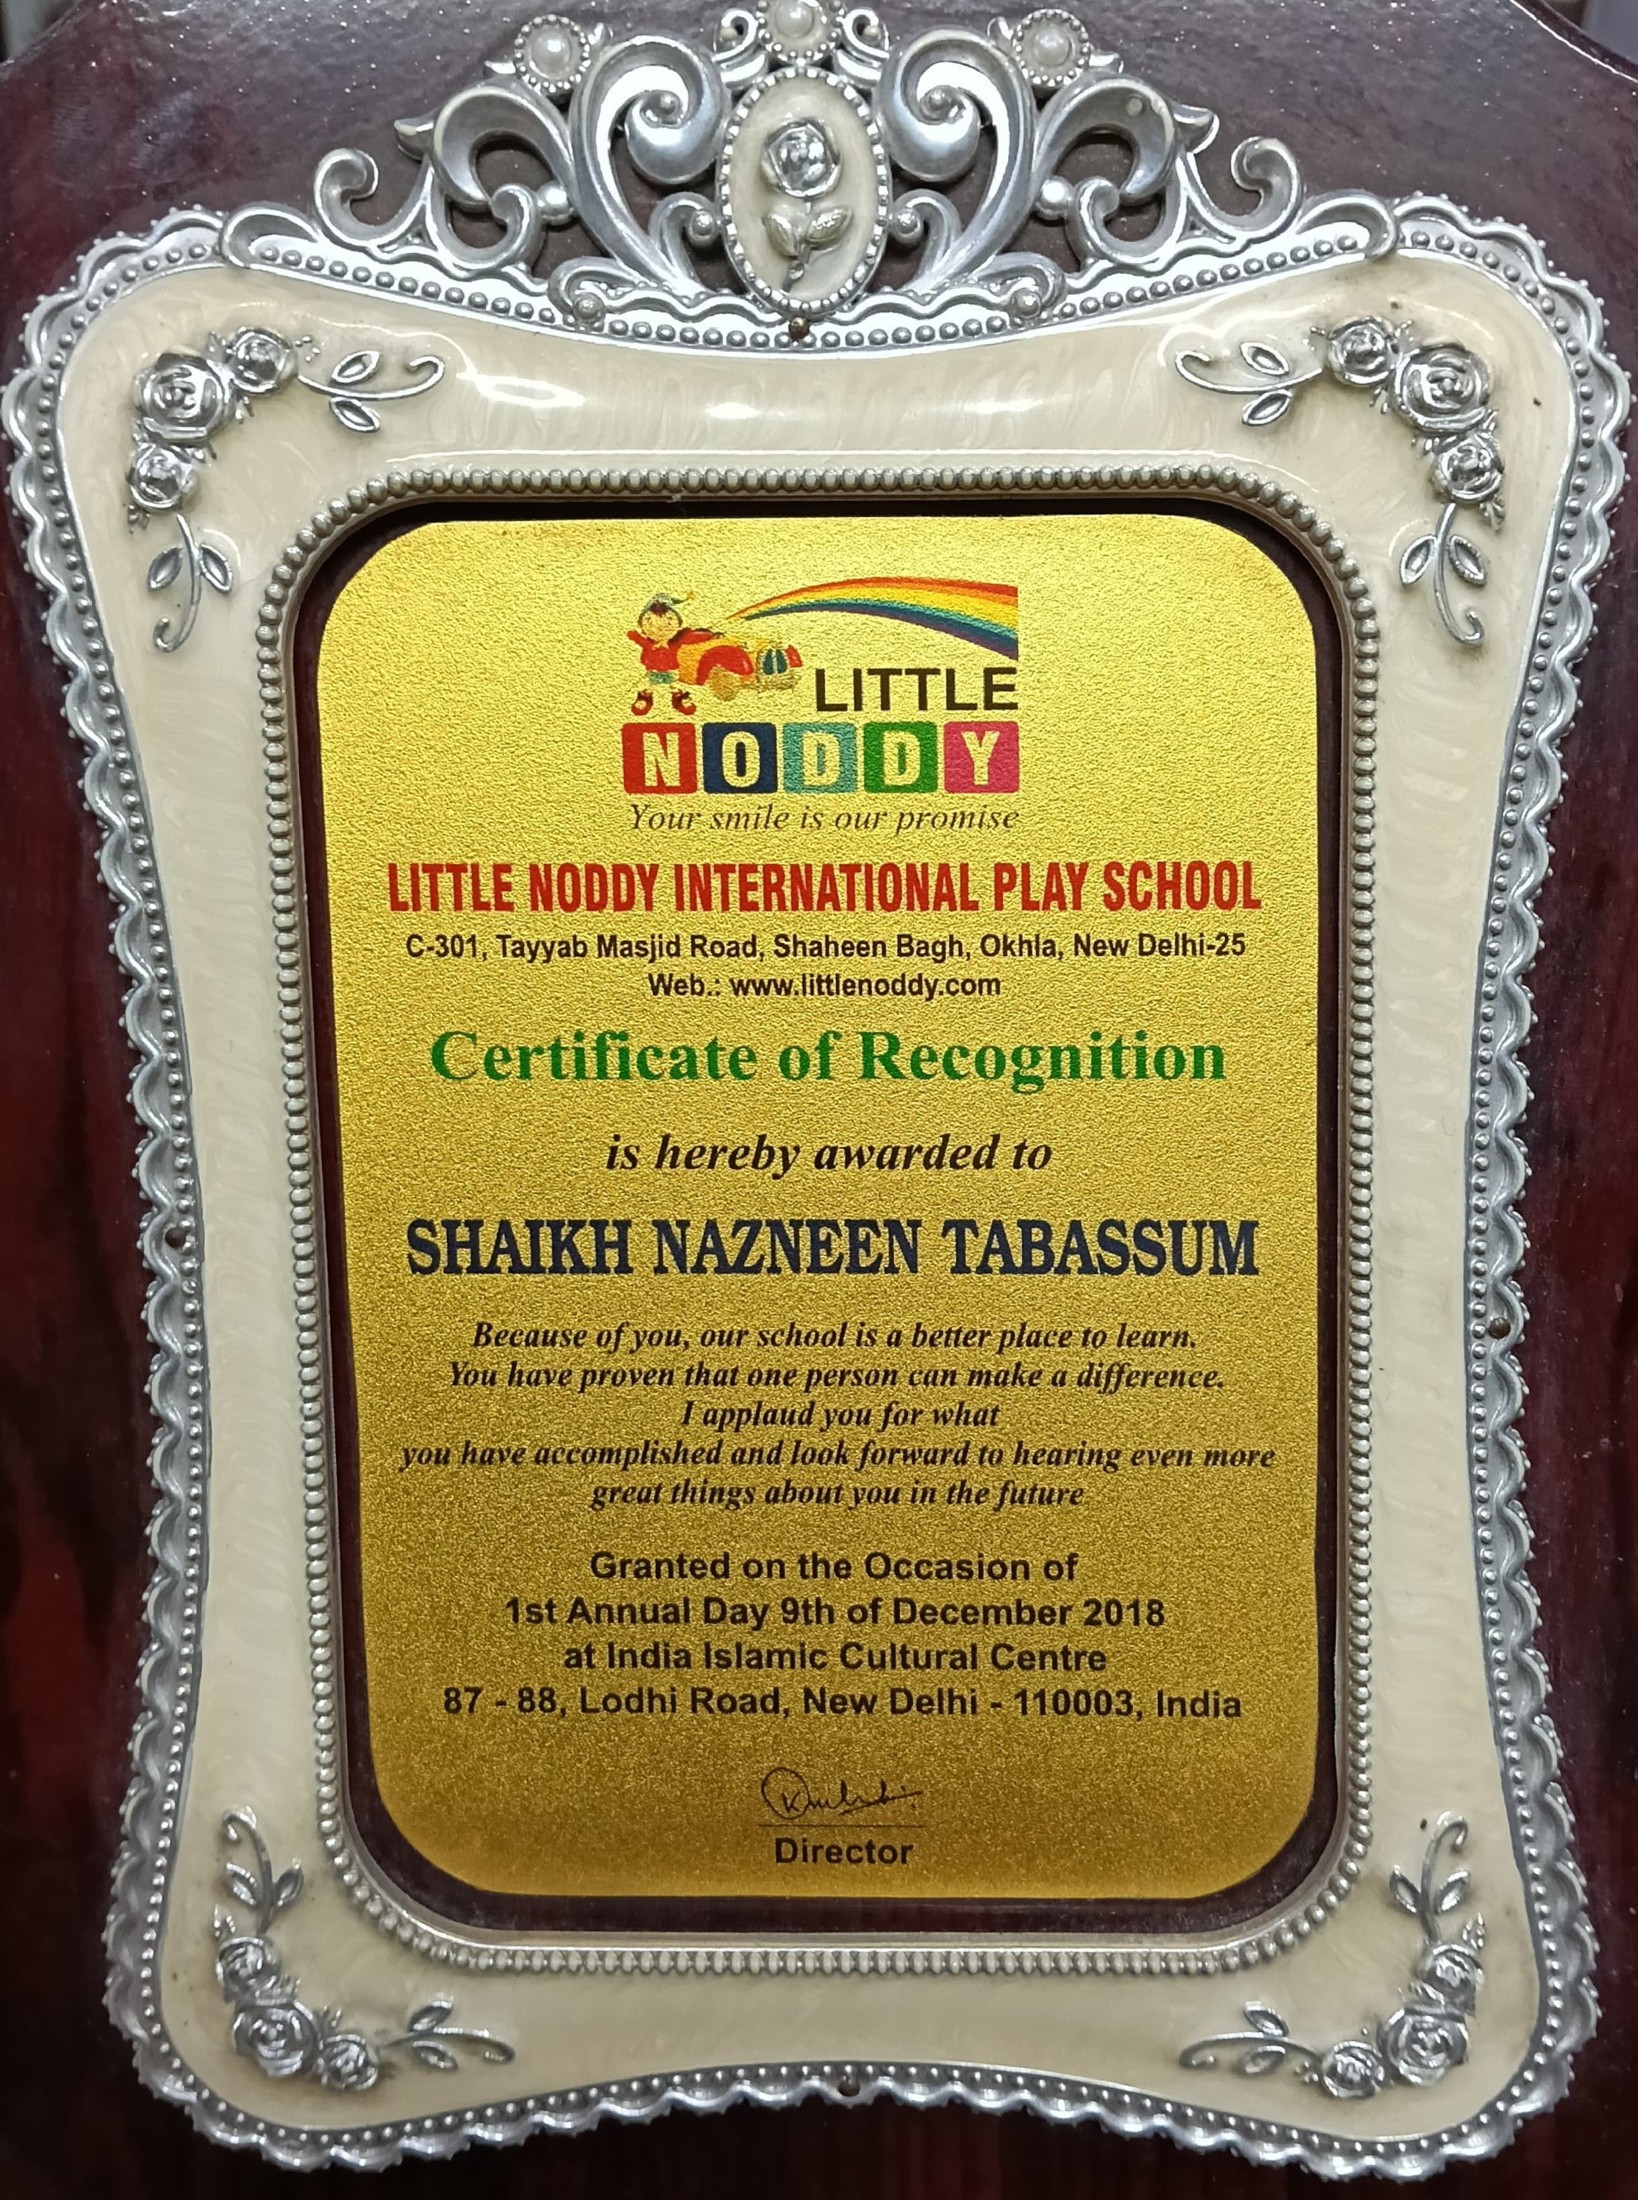 LITTLE
NODDY
Your smile is our promise
LITTLE NODDY INTERNATIONAL PLAY SCHOOL
C-301, Tayyab Masjid Road, Shaheen Bagh, Okhla, New Delhi-25
Web.: www.littlenoddy.com
Certificate of Recognition
is hereby awarded to
SHAIKH NAZNEEN TABASSUM
Because of you, our school is a better place to learn.
You have proven that one person can make a difference.
I applaud you for what
you have accomplished and look forward to hearing even more
great things about you in the future
Granted on the Occasion of
1st Annual Day 9th of December 2018
at India Islamic Cultural Centre
87 - 88, Lodhi Road, New Delhi - 110003, India
Director